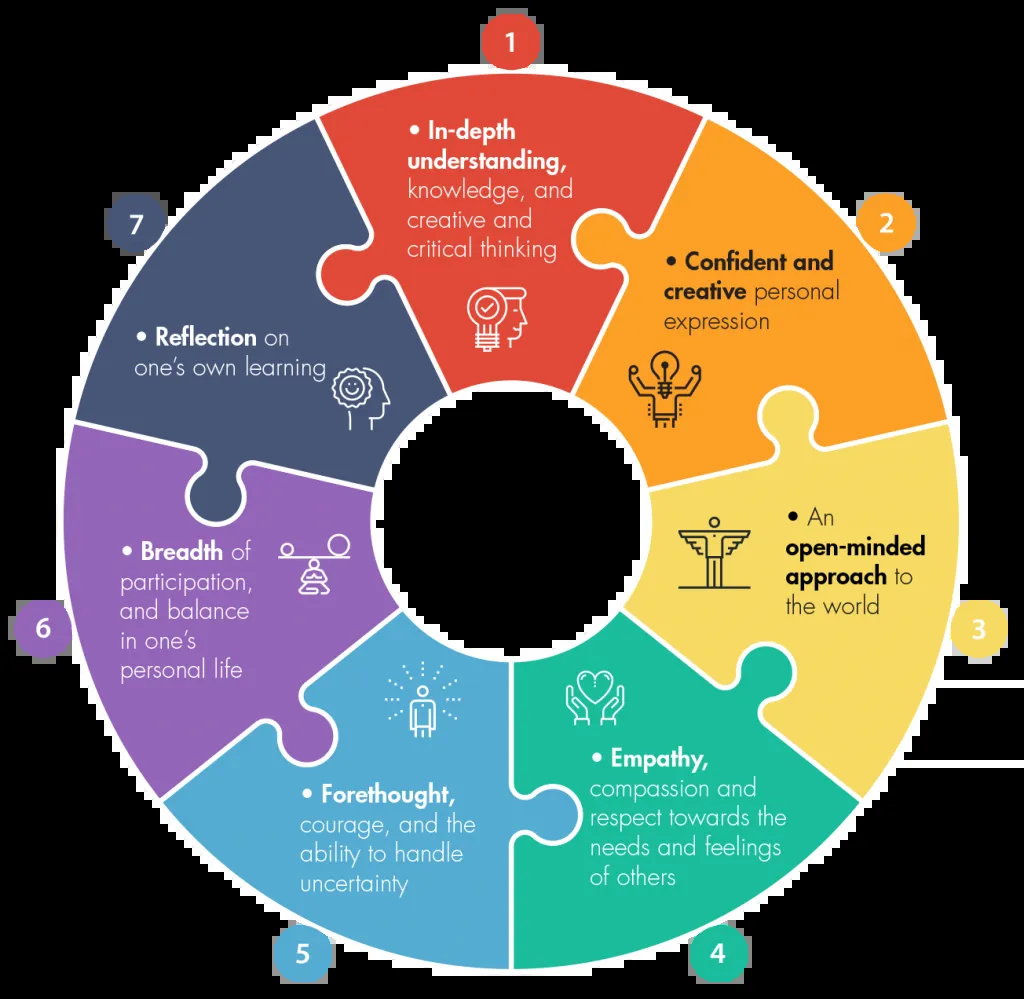 1
• In-depth
understanding,
knowledge, and
creative and
critical thinking
2
• Confident and
creative personal
expression
3
• An
open-minded
approach to
the world
4
• Empathy,
compassion and
respect towards the
needs and feelings
of others
5
• Forethought,
courage, and the
ability to handle
uncertainty
6
• Breadth of
participation,
and balance
in one's
personal life
7
• Reflection on
one's own learning